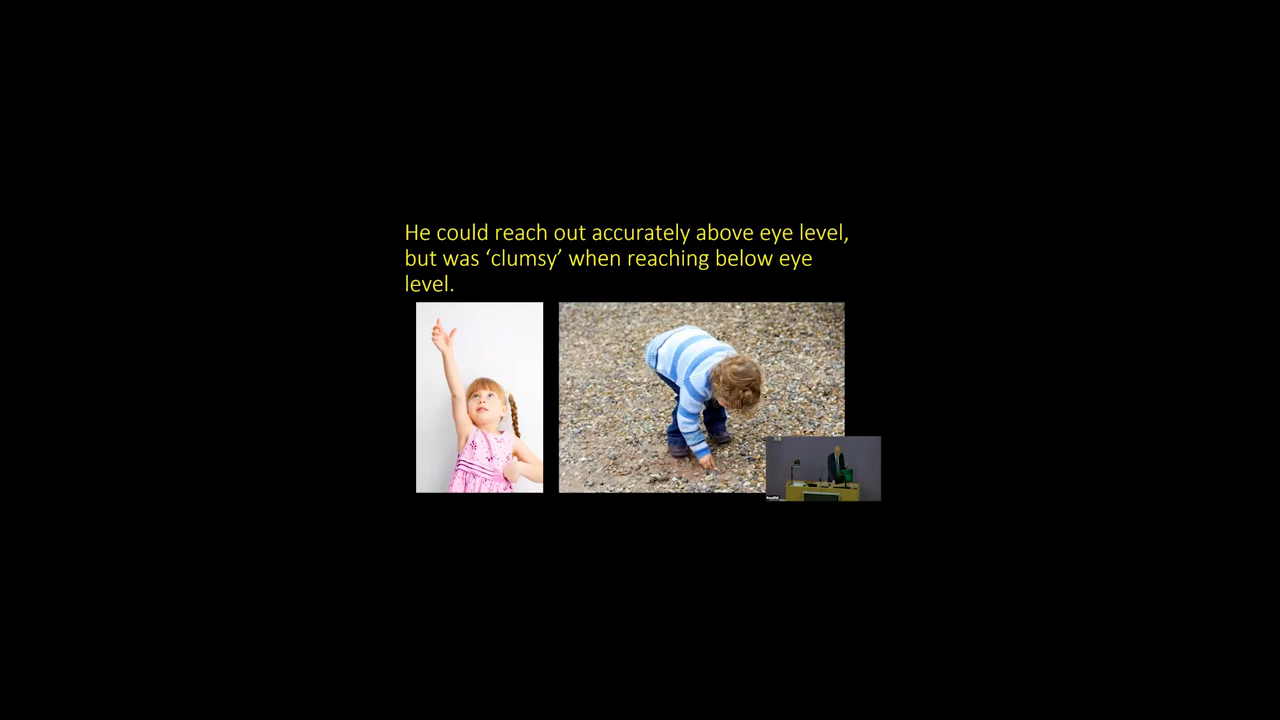 He could reach out accurately above eye level,
but was ‘clumsy’ when reaching below eye
level.